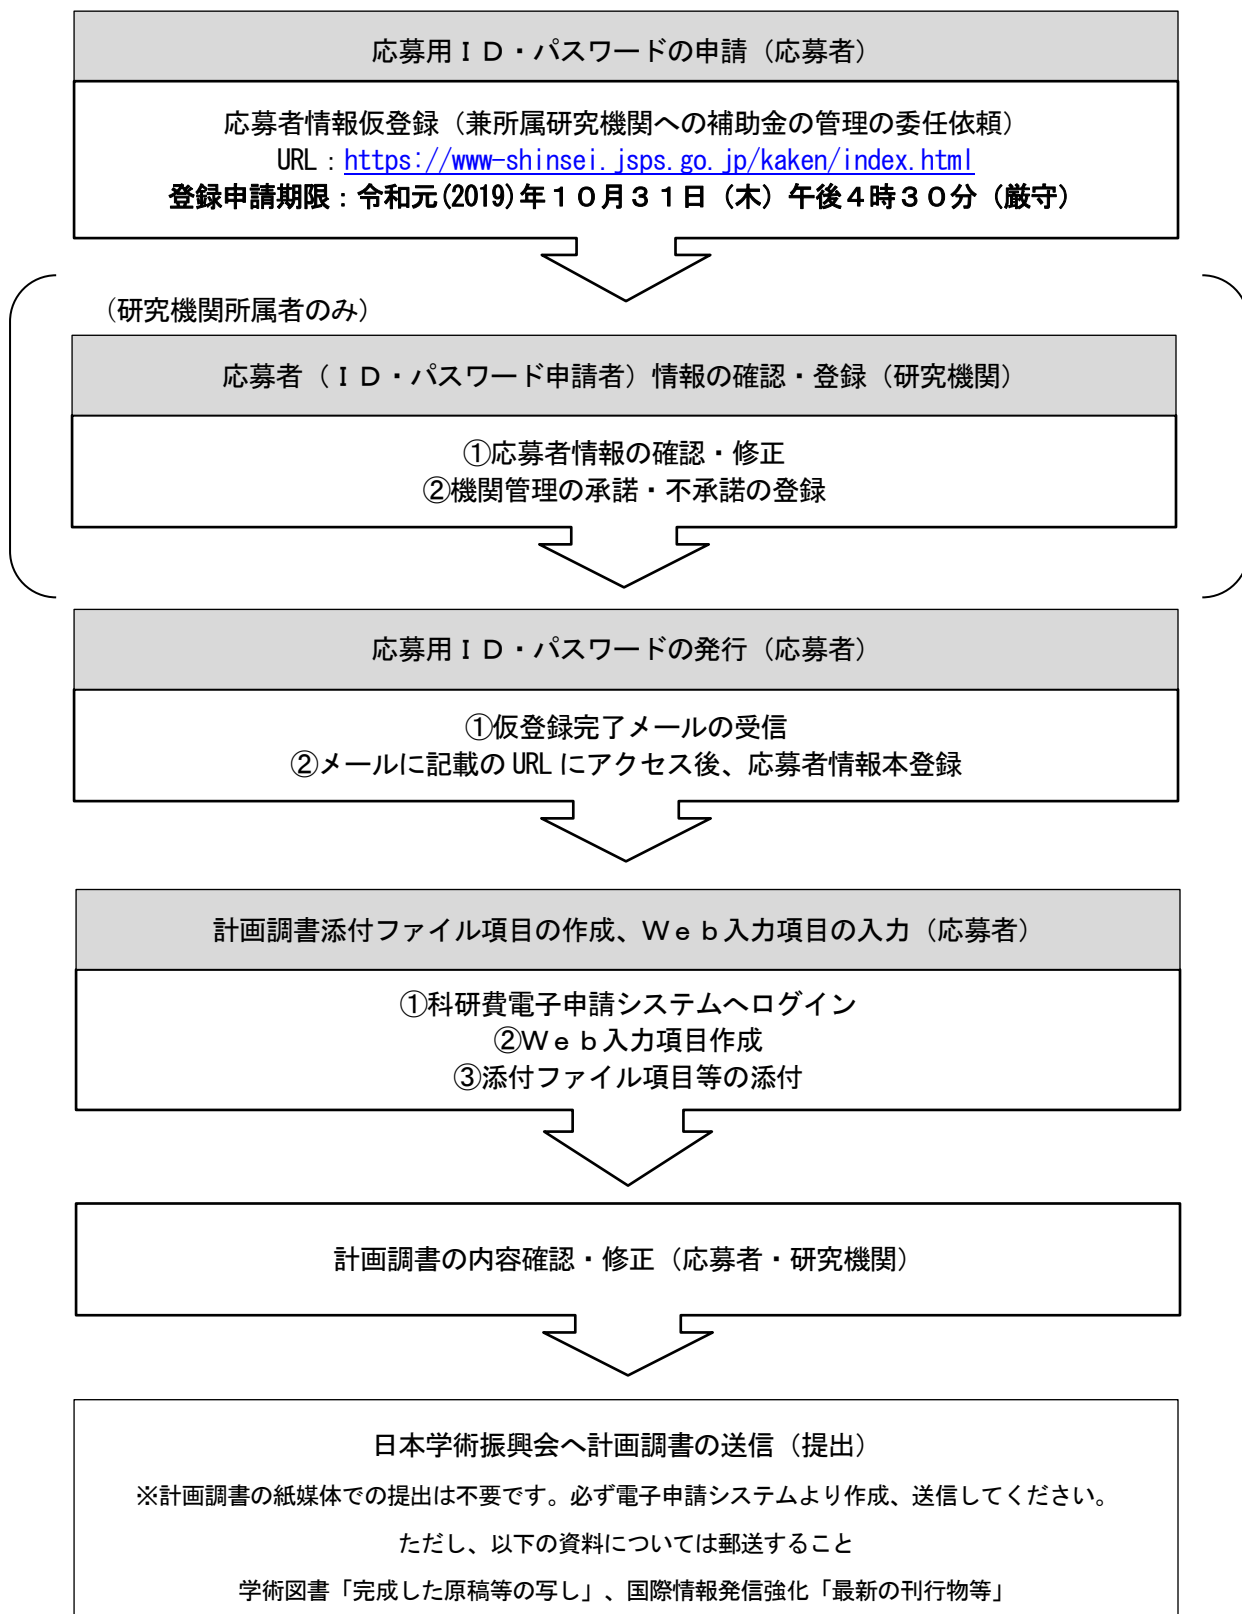 応募用ＩＤ・パスワードの申請（応募者）
応募者情報仮登録（兼所属研究機関への補助金の管理の委任依頼）
URL：https://www-shinsei.jsps.go.jp/kaken/index.html
登録申請期限：令和元(2019)年１０月３１日（木）午後４時３０分（厳守）
（研究機関所属者のみ）
応募者（ＩＤ・パスワード申請者）情報の確認・登録（研究機関）
①応募者情報の確認・修正
②機関管理の承諾・不承諾の登録
応募用ＩＤ・パスワードの発行（応募者）
①仮登録完了メールの受信
②メールに記載の URL にアクセス後、応募者情報本登録
計画調書添付ファイル項目の作成、Ｗｅｂ入力項目の入力（応募者）
①科研費電子申請システムへログイン
②Ｗｅｂ入力項目作成
③添付ファイル項目等の添付
計画調書の内容確認・修正（応募者・研究機関）
日本学術振興会へ計画調書の送信（提出）
※計画調書の紙媒体での提出は不要です。必ず電子申請システムより作成、送信してください。
ただし、以下の資料については郵送すること
学術図書「完成した原稿等の写し」、国際情報発信強化「最新の刊行物等」